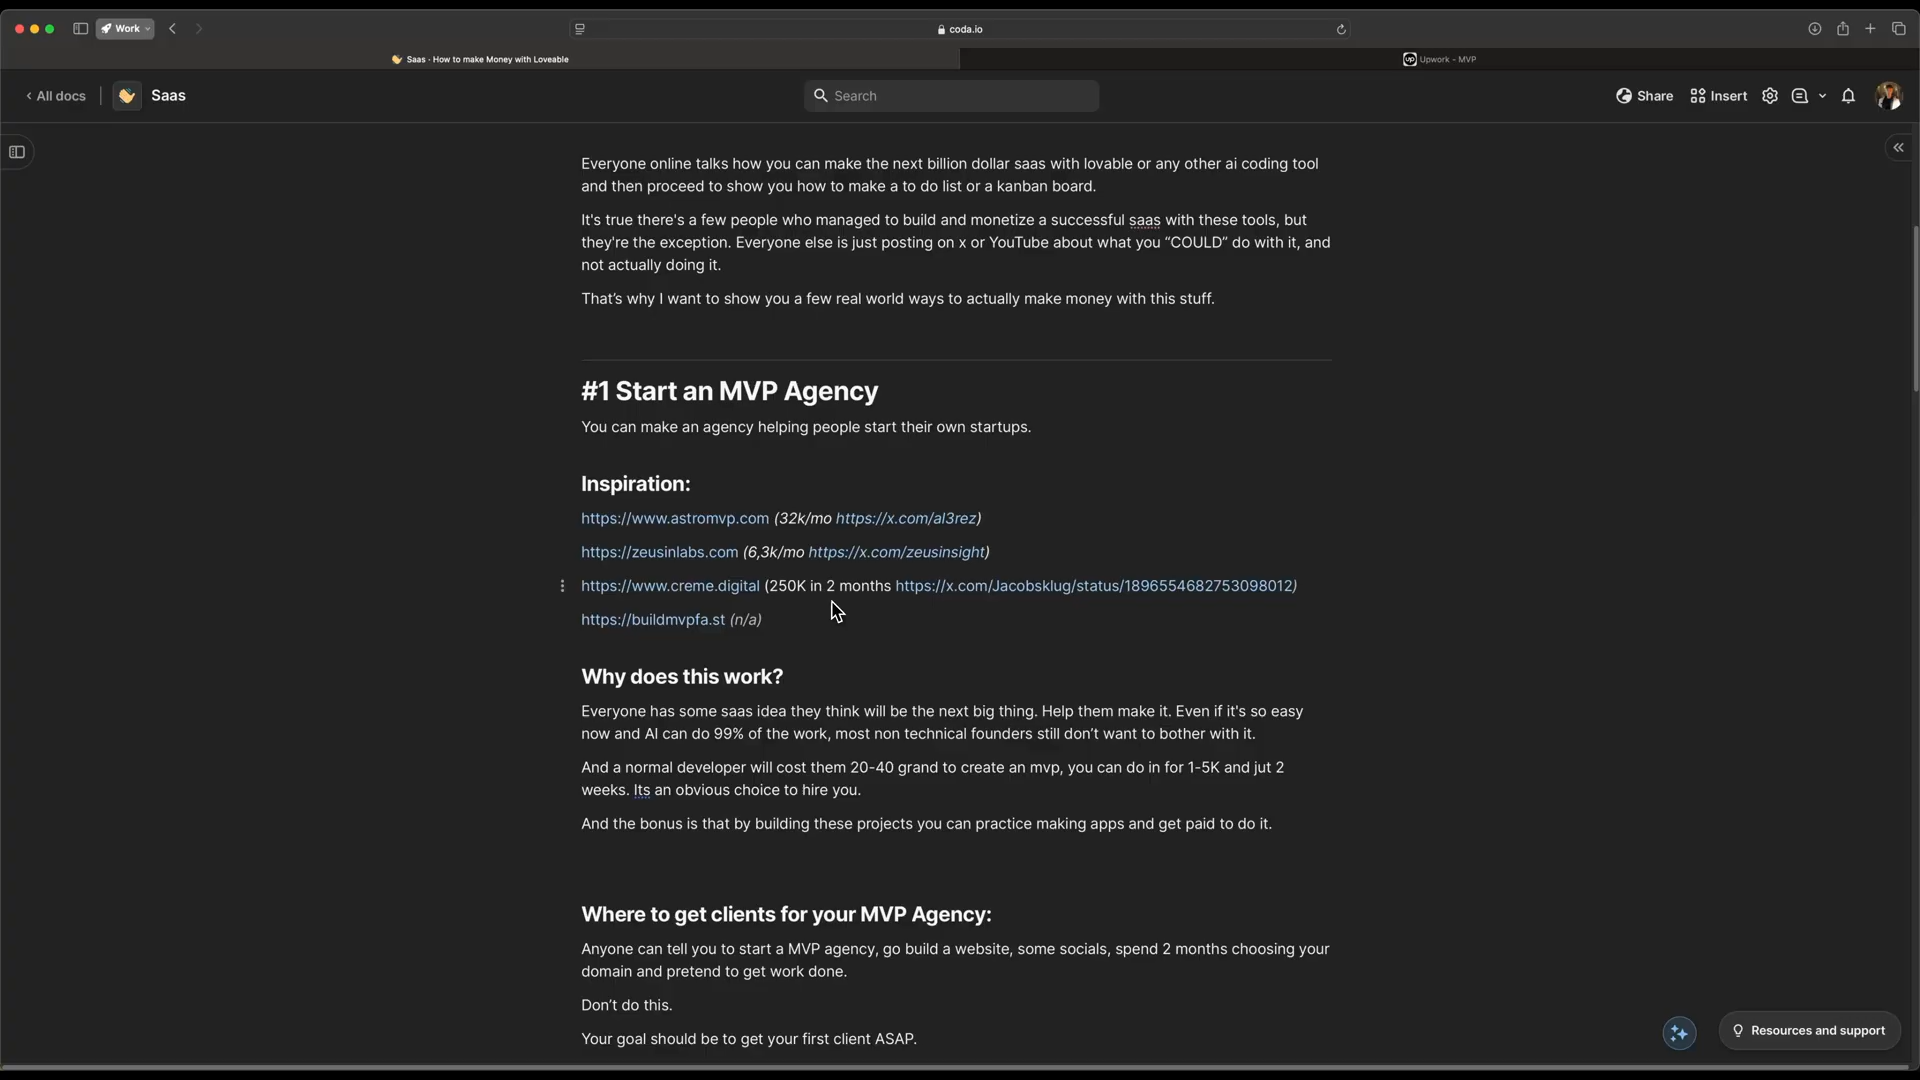 Work
coda.io
Saas · How to make Money with Loveable
up Upwork - MVP
All docs
Saas
Search
Share
Insert
Everyone online talks how you can make the next billion dollar saas with lovable or any other ai coding tool
and then proceed to show you how to make a to do list or a kanban board.
It's true there's a few people who managed to build and monetize a successful saas with these tools, but
they're the exception. Everyone else is just posting on x or YouTube about what you “COULD” do with it, and
not actually doing it.
That’s why I want to show you a few real world ways to actually make money with this stuff.
#1 Start an MVP Agency
You can make an agency helping people start their own startups.
Inspiration:
https://www.astromvp.com (32k/mo https://x.com/al3rez)
https://zeusinlabs.com (6,3k/mo https://x.com/zeusinsight)
https://www.creme.digital (250K in 2 months https://x.com/Jacobsklug/status/1896554682753098012)
https://buildmvpfa.st (n/a)
Why does this work?
Everyone has some saas idea they think will be the next big thing. Help them make it. Even if it's so easy
now and AI can do 99% of the work, most non technical founders still don’t want to bother with it.
And a normal developer will cost them 20-40 grand to create an mvp, you can do in for 1-5K and jut 2
weeks. Its an obvious choice to hire you.
And the bonus is that by building these projects you can practice making apps and get paid to do it.
Where to get clients for your MVP Agency:
Anyone can tell you to start a MVP agency, go build a website, some socials, spend 2 months choosing your
domain and pretend to get work done.
Don’t do this.
Your goal should be to get your first client ASAP.
Resources and support